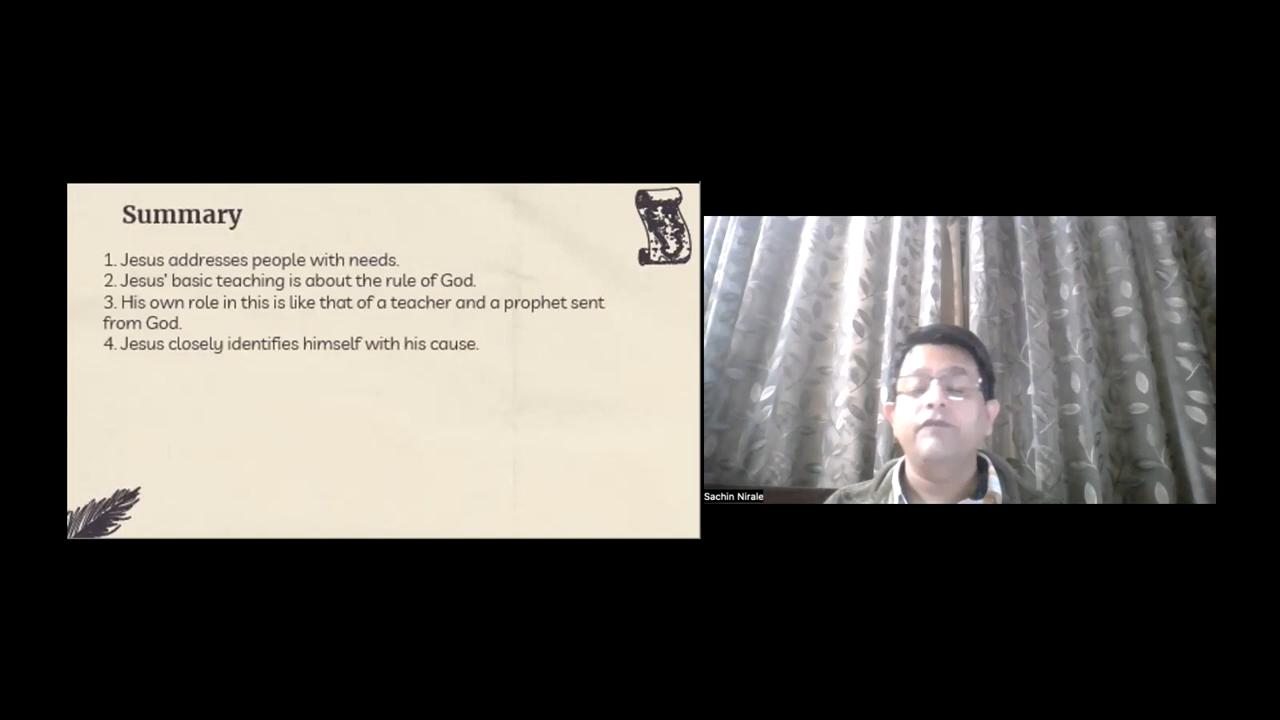 Summary
1. Jesus addresses people with needs.
2. Jesus' basic teaching is about the rule of God.
3. His own role in this is like that of a teacher and a prophet sent
from God.
4. Jesus closely identifies himself with his cause.
Sachin Nirale